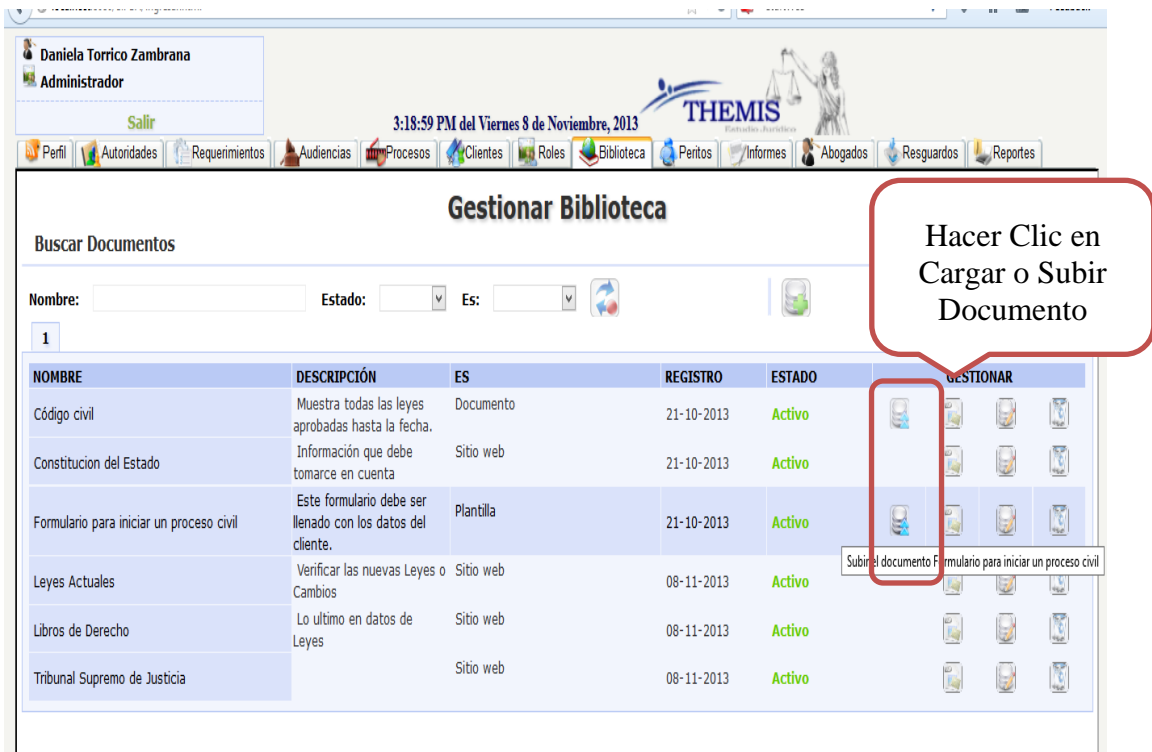 Daniela Torrico Zambrana
Administrador
Salir
3:18:59 PM del Viernes 8 de Noviembre, 2013
THEMIS
Estudio Jurídico
Perfil Autoridades Requerimientos Audiencias Procesos Clientes Roles Biblioteca Peritos Informes Abogados Resguardos Reportes
Gestionar Biblioteca
Hacer Clic en
Cargar o Subir
Documento
Buscar Documentos
Nombre: Estado: Es:
1
NOMBRE DESCRIPCIÓN ES REGISTRO ESTADO GESTIONAR
Código civil Muestra todas las leyes aprobadas hasta la fecha. Documento 21-10-2013 Activo
Constitucion del Estado Información que debe tomarce en cuenta Sitio web 21-10-2013 Activo
Formulario para iniciar un proceso civil Este formulario debe ser llenado con los datos del cliente. Plantilla 21-10-2013 Activo
Subir el documento Formulario para iniciar un proceso civil
Leyes Actuales Verificar las nuevas Leyes o Cambios Sitio web 08-11-2013 Activo
Libros de Derecho Lo ultimo en datos de Leyes Sitio web 08-11-2013 Activo
Tribunal Supremo de Justicia Sitio web 08-11-2013 Activo